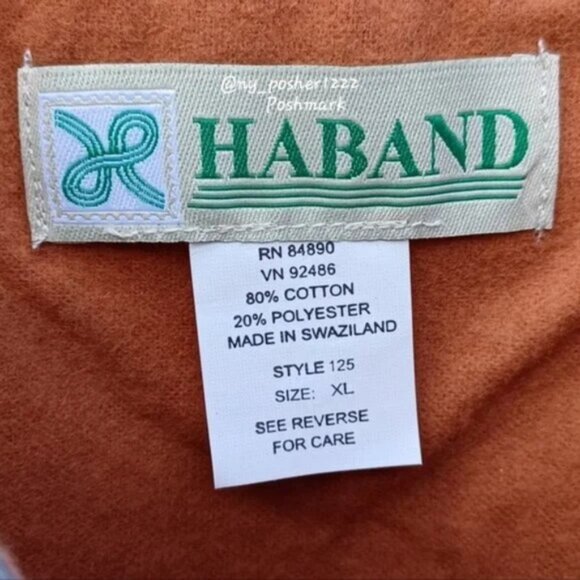 @ny_posher1222
Poshmark
HABAND
RN 84890
VN 92486
80% COTTON
20% POLYESTER
MADE IN SWAZILAND
STYLE 125
SIZE: XL
SEE REVERSE
FOR CARE